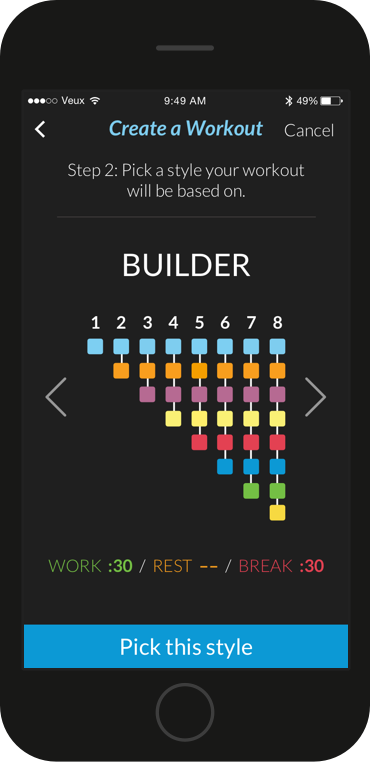 Veux 9:49 AM 49%
Create a Workout Cancel
Step 2: Pick a style your workout
will be based on.
BUILDER
1 2 3 4 5 6 7 8
WORK :30 / REST -- / BREAK :30
Pick this style